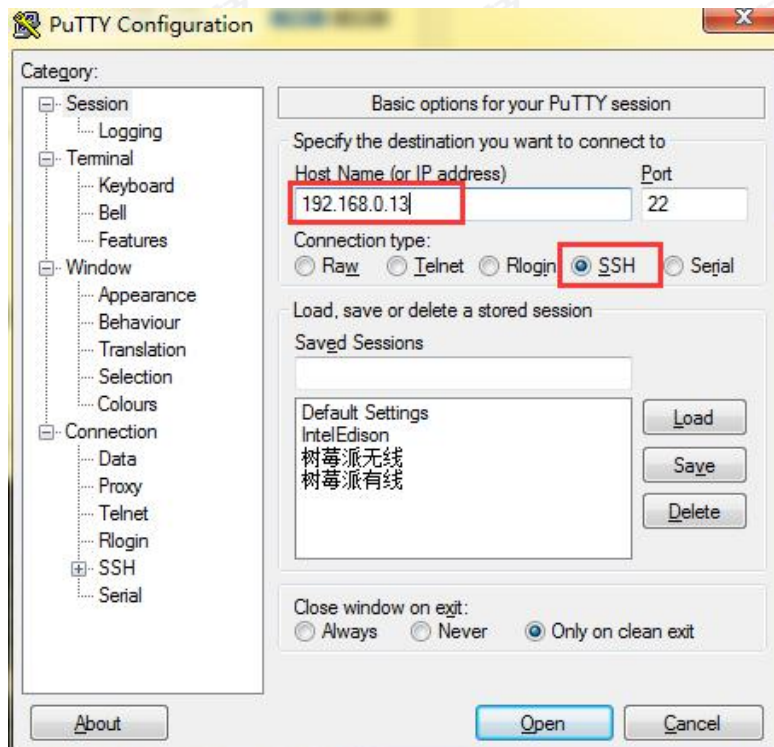 PuTTY Configuration
Category:
Session
Logging
Terminal
Keyboard
Bell
Features
Window
Appearance
Behaviour
Translation
Selection
Colours
Connection
Data
Proxy
Telnet
Rlogin
SSH
Serial
Basic options for your PuTTY session
Specify the destination you want to connect to
Host Name (or IP address) Port
192.168.0.13 22
Connection type:
Raw Telnet Rlogin SSH Serial
Load, save or delete a stored session
Saved Sessions
Default Settings
IntelEdison
树莓派无线
树莓派有线
Load
Save
Delete
Close window on exit:
Always Never Only on clean exit
About Open Cancel